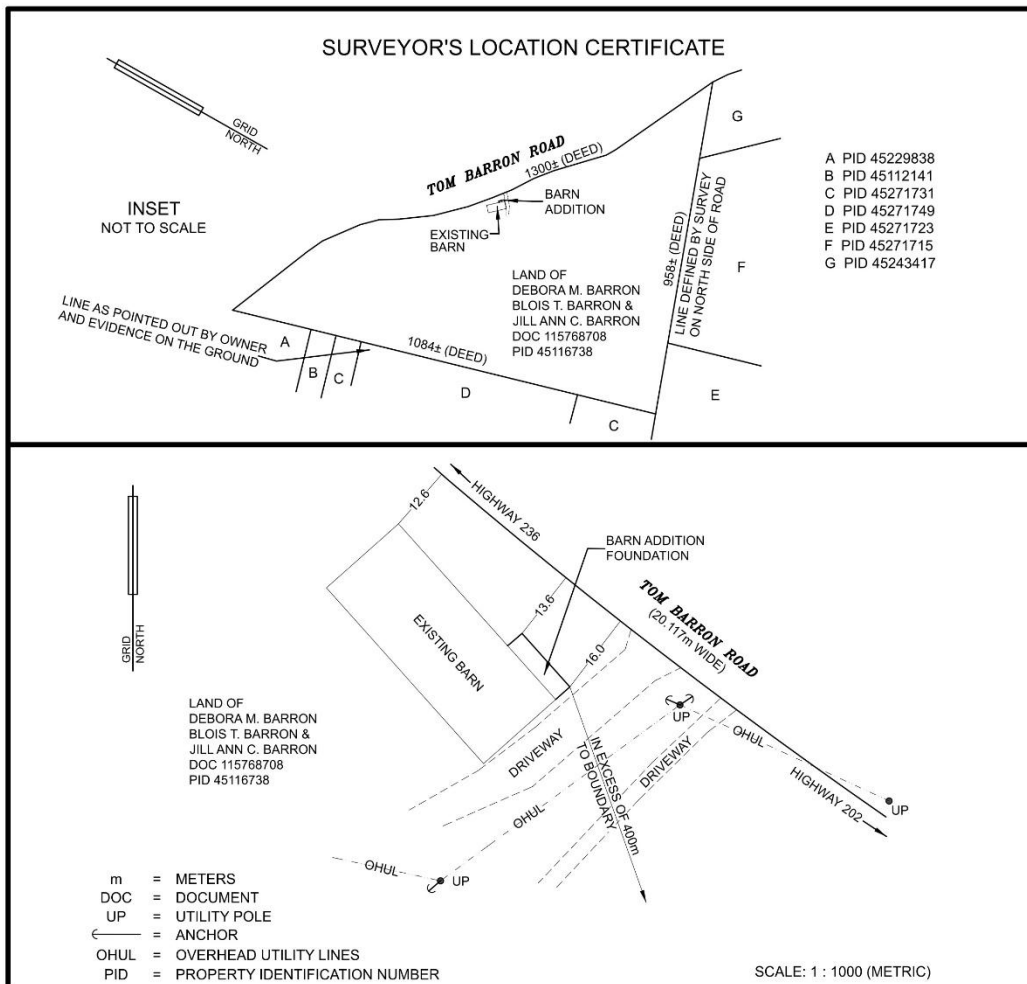 SURVEYOR'S LOCATION CERTIFICATE
GRID
NORTH
INSET
NOT TO SCALE
TOM BARRON ROAD
1300± (DEED)
BARN
ADDITION
EXISTING
BARN
G
A PID 45229838
B PID 45112141
C PID 45271731
D PID 45271749
E PID 45271723
F PID 45271715
G PID 45243417
958± (DEED)
LINE DEFINED BY SURVEY
ON NORTH SIDE OF ROAD
F
LAND OF
DEBORA M. BARRON
BLOIS T. BARRON &
JILL ANN C. BARRON
DOC 115768708
PID 45116738
LINE AS POINTED OUT BY OWNER
AND EVIDENCE ON THE GROUND
A
B
C
1084± (DEED)
D
C
E
GRID
NORTH
12.6
HIGHWAY 236
BARN ADDITION
FOUNDATION
13.6
TOM BARRON ROAD
(20.117m WIDE)
EXISTING BARN
16.0
LAND OF
DEBORA M. BARRON
BLOIS T. BARRON &
JILL ANN C. BARRON
DOC 115768708
PID 45116738
DRIVEWAY
UP
OHUL
DRIVEWAY
IN EXCESS OF 400m
TO BOUNDARY
OHUL
HIGHWAY 202
UP
OHUL
UP
m = METERS
DOC = DOCUMENT
UP = UTILITY POLE
= ANCHOR
OHUL = OVERHEAD UTILITY LINES
PID = PROPERTY IDENTIFICATION NUMBER
SCALE: 1 : 1000 (METRIC)